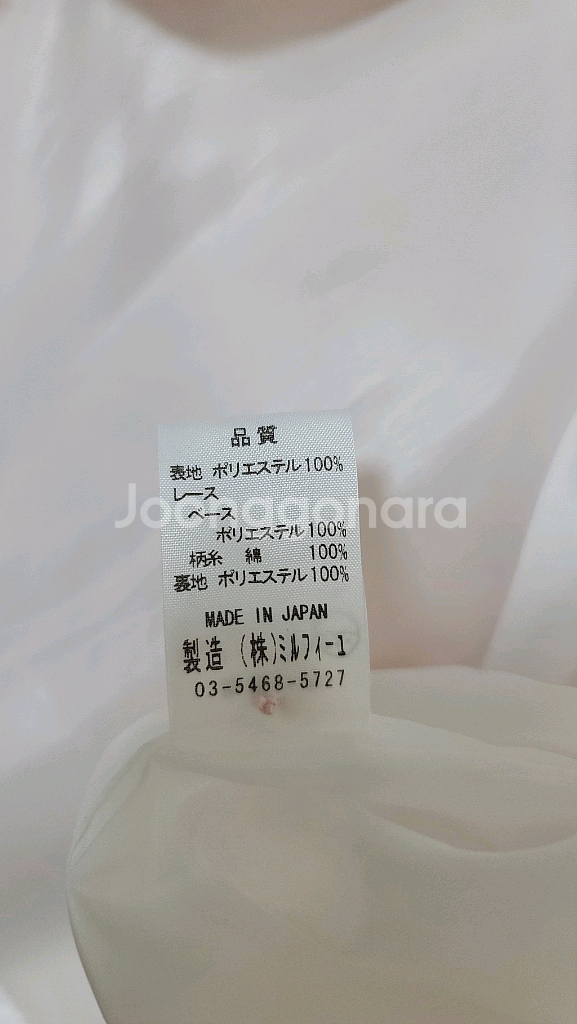 品質
表地 ポリエステル100%
レース
ベース
ポリエステル100%
柄糸 綿 100%
裏地 ポリエステル100%
MADE IN JAPAN
製造 (株)ミルフィーユ
03-5468-5727
Joonggonara